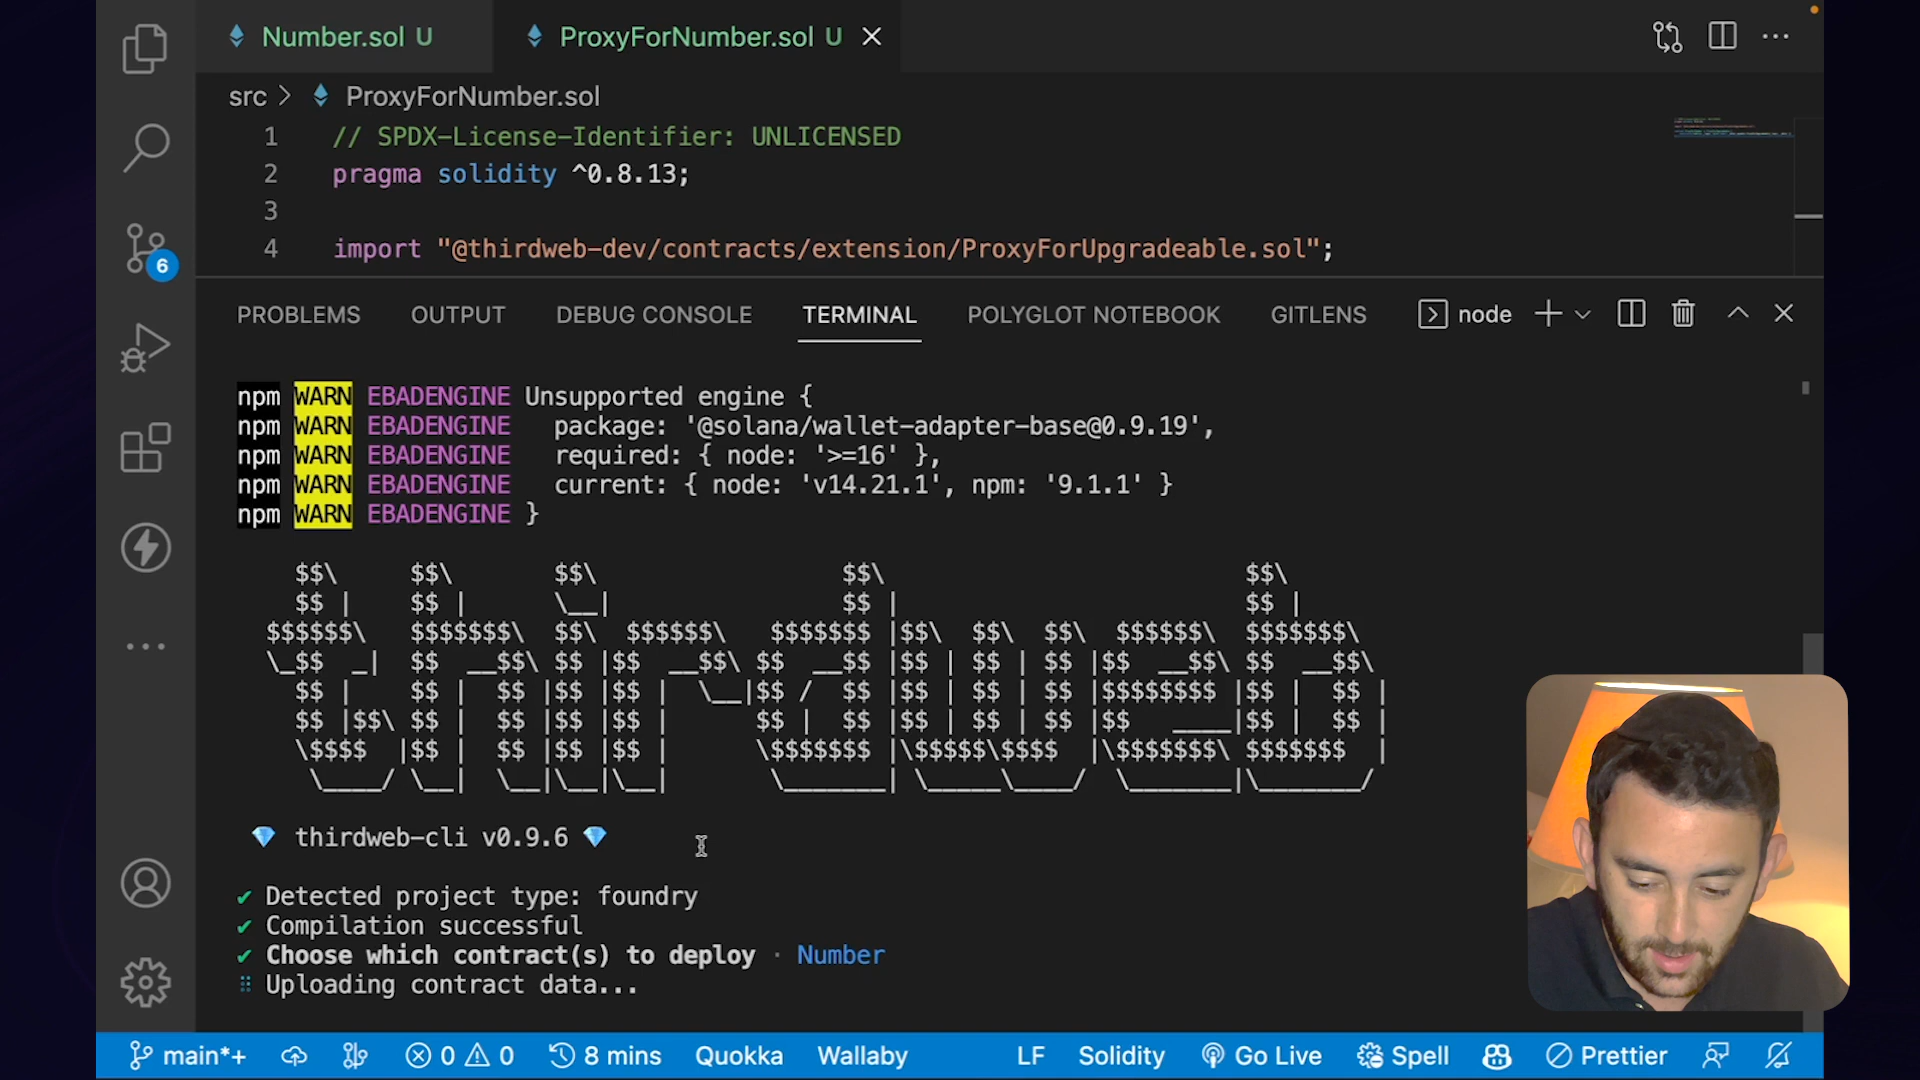 Number.sol U
ProxyForNumber.sol U
src > ProxyForNumber.sol
1 // SPDX-License-Identifier: UNLICENSED
2 pragma solidity ^0.8.13;
3
4 import "@thirdweb-dev/contracts/extension/ProxyForUpgradeable.sol";
6
PROBLEMS OUTPUT DEBUG CONSOLE TERMINAL POLYGLOT NOTEBOOK GITLENS node
npm WARN EBADENGINE Unsupported engine {
npm WARN EBADENGINE   package: '@solana/wallet-adapter-base@0.9.19',
npm WARN EBADENGINE   required: { node: '>=16' },
npm WARN EBADENGINE   current: { node: 'v14.21.1', npm: '9.1.1' }
npm WARN EBADENGINE }
thirdweb
💎 thirdweb-cli v0.9.6 💎
✔ Detected project type: foundry
✔ Compilation successful
✔ Choose which contract(s) to deploy · Number
⠿ Uploading contract data...
main*+ 0 0 8 mins Quokka Wallaby LF Solidity Go Live Spell Prettier